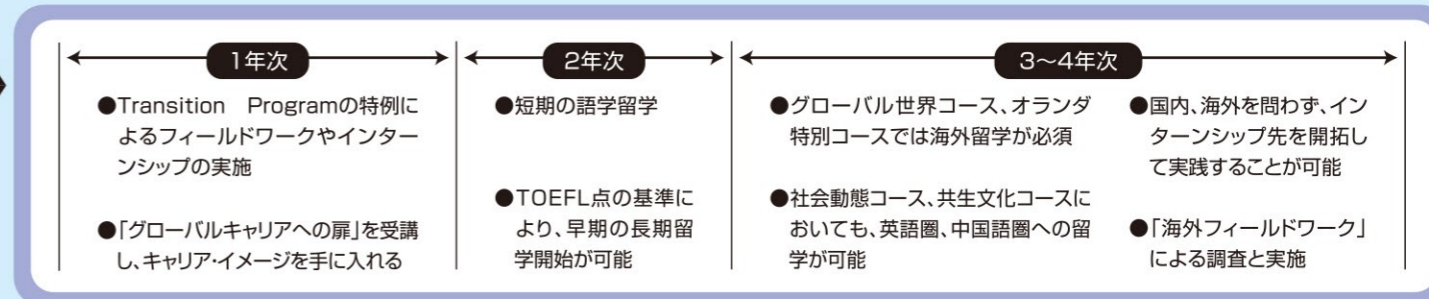 1年次
●Transition Programの特例に
よるフィールドワークやインター
ンシップの実施
●「グローバルキャリアへの扉」を受講
し、キャリア・イメージを手に入れる
2年次
●短期の語学留学
●TOEFL点の基準に
より、早期の長期留
学開始が可能
3〜4年次
●グローバル世界コース、オランダ
特別コースでは海外留学が必須
●社会動態コース、共生文化コースに
おいても、英語圏、中国語圏への留
学が可能
●国内、海外を問わず、イン
ターンシップ先を開拓し
て実践することが可能
●「海外フィールドワーク」
による調査と実施